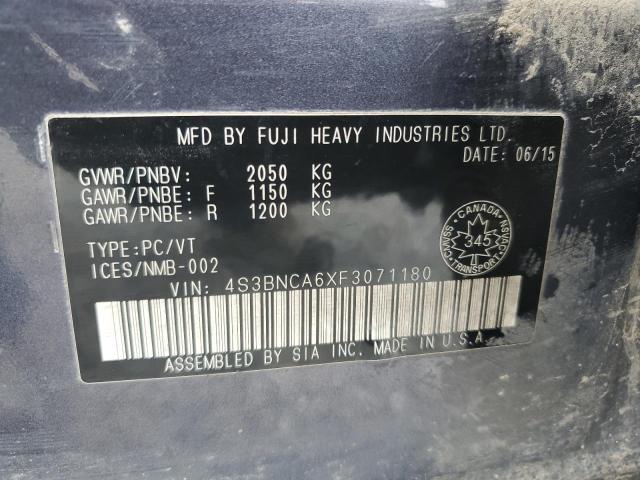 MFD BY FUJI HEAVY INDUSTRIES LTD.
DATE: 06/15
GVWR/PNBV: 2050 KG
GAWR/PNBE: F 1150 KG
GAWR/PNBE: R 1200 KG
TYPE:PC/VT
ICES/NMB-002
CANADA
CMVSS
NSVAC
345
TRANSPORT
VIN: 4S3BNCA6XF3071180
ASSEMBLED BY SIA INC. MADE IN U.S.A.